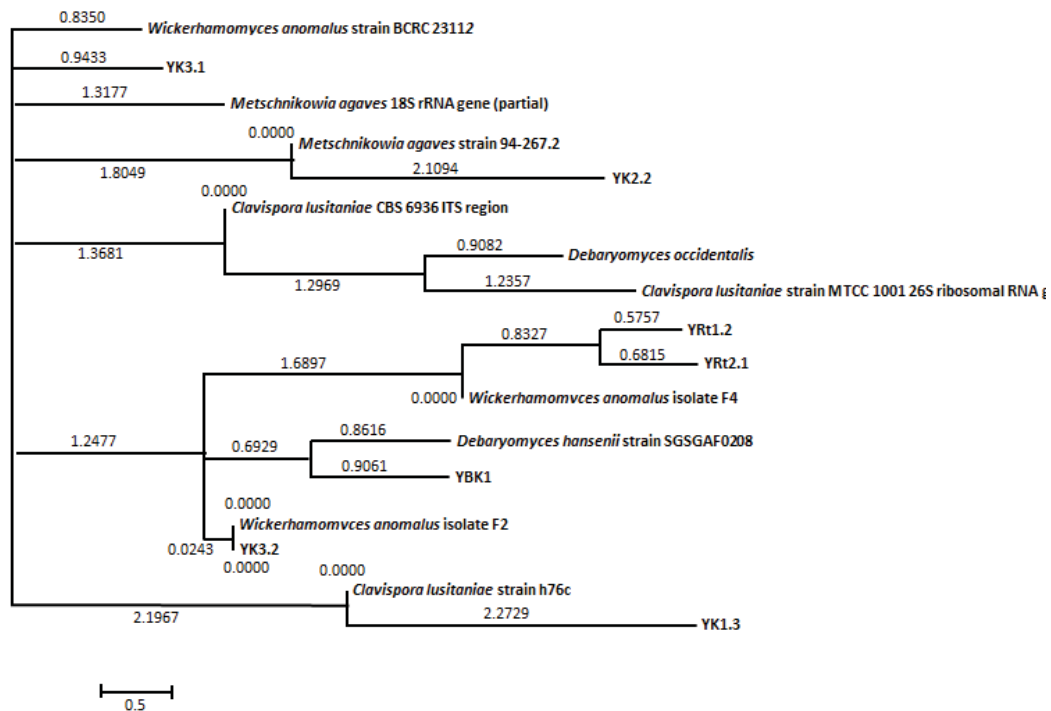 0.8350
Wickerhamomyces anomalus strain BCRC 23112
0.9433
YK3.1
1.3177
Metschnikowia agaves 18S rRNA gene (partial)
0.0000
Metschnikowia agaves strain 94-267.2
1.8049
2.1094
YK2.2
0.0000
Clavispora lusitaniae CBS 6936 ITS region
1.3681
0.9082
Debaryomyces occidentalis
1.2969
1.2357
Clavispora lusitaniae strain MTCC 1001 26S ribosomal RNA g
0.5757
YRt1.2
0.8327
0.6815
YRt2.1
1.6897
0.0000
Wickerhamomvces anomalus isolate F4
1.2477
0.8616
Debaryomyces hansenii strain SGSGAF0208
0.6929
0.9061
YBK1
0.0000
Wickerhamomvces anomalus isolate F2
0.0243
YK3.2
0.0000
0.0000
Clavispora lusitaniae strain h76c
2.1967
2.2729
YK1.3
0.5